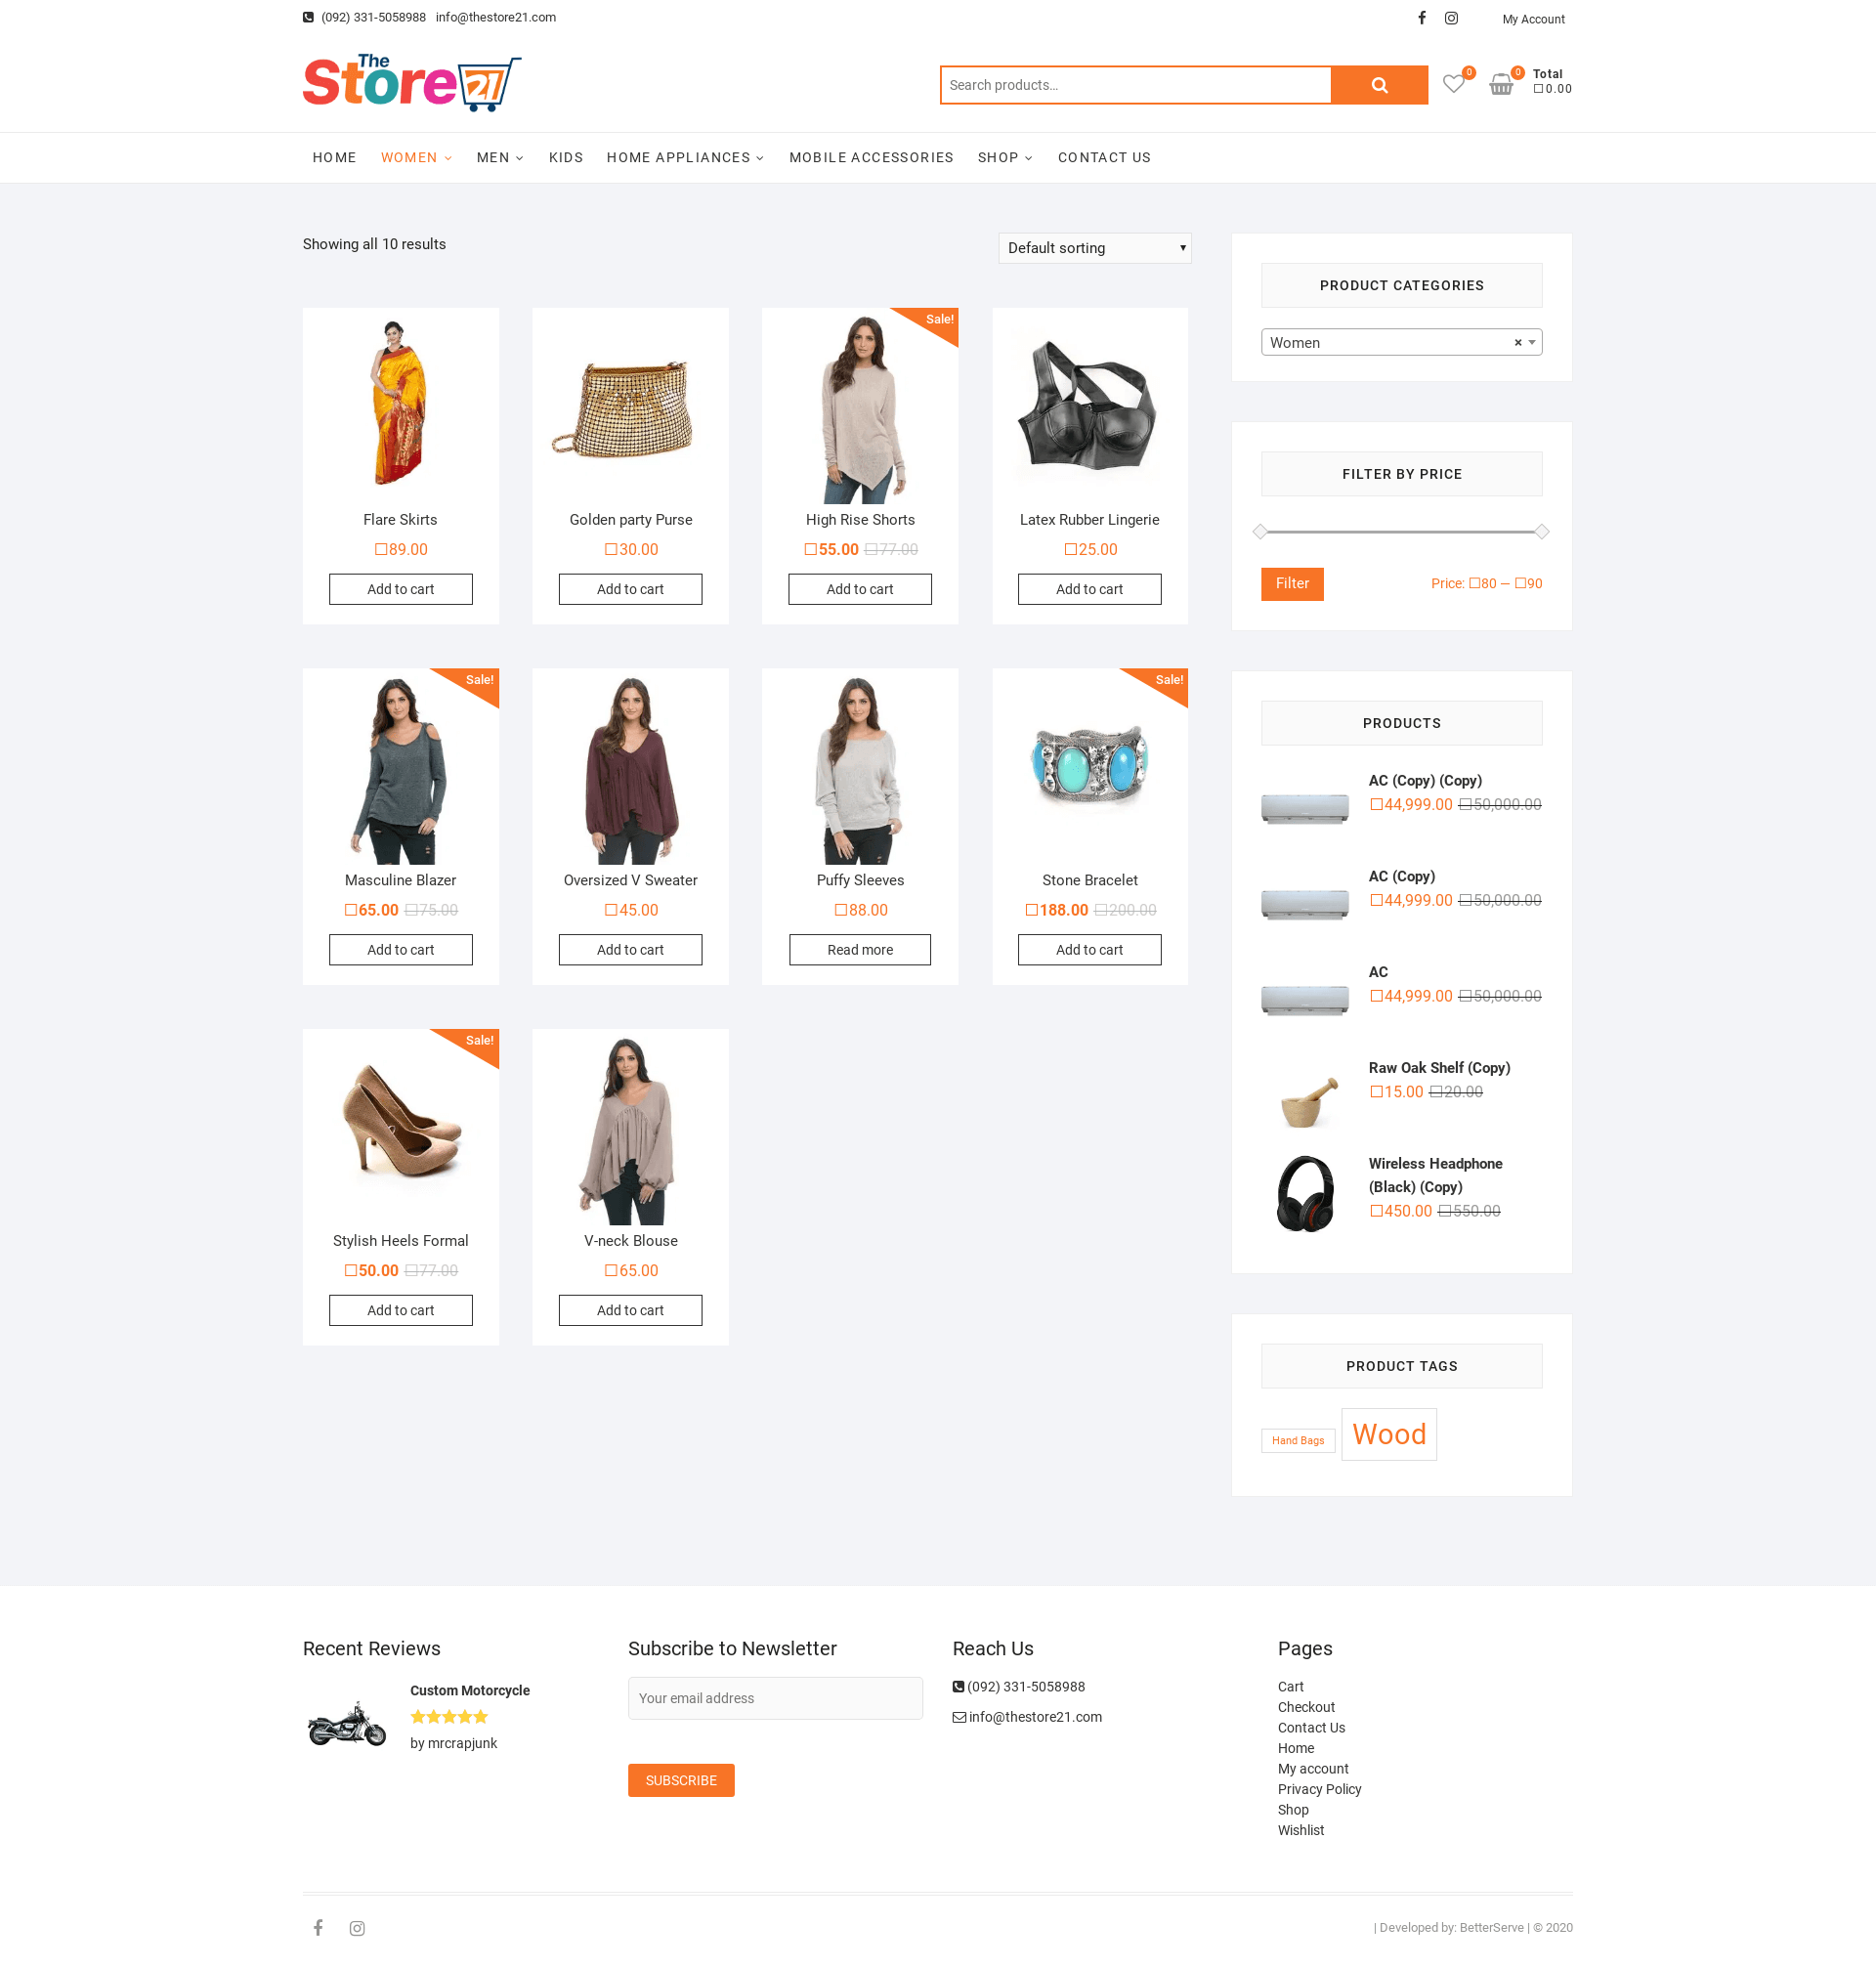 (092) 331-5058988 info@thestore21.com
My Account
The Store 21
Search products…
0
0
Total
☐0.00
HOME WOMEN MEN KIDS HOME APPLIANCES MOBILE ACCESSORIES SHOP CONTACT US
Showing all 10 results
Default sorting
Sale!
Flare Skirts
☐89.00
Add to cart
Golden party Purse
☐30.00
Add to cart
High Rise Shorts
☐55.00 ☐77.00
Add to cart
Latex Rubber Lingerie
☐25.00
Add to cart
Sale!
Masculine Blazer
☐65.00 ☐75.00
Add to cart
Oversized V Sweater
☐45.00
Add to cart
Puffy Sleeves
☐88.00
Read more
Sale!
Stone Bracelet
☐188.00 ☐200.00
Add to cart
Sale!
Stylish Heels Formal
☐50.00 ☐77.00
Add to cart
V-neck Blouse
☐65.00
Add to cart
PRODUCT CATEGORIES
Women ×
FILTER BY PRICE
Filter
Price: ☐80 — ☐90
PRODUCTS
AC (Copy) (Copy)
☐44,999.00 ☐50,000.00
AC (Copy)
☐44,999.00 ☐50,000.00
AC
☐44,999.00 ☐50,000.00
Raw Oak Shelf (Copy)
☐15.00 ☐20.00
Wireless Headphone
(Black) (Copy)
☐450.00 ☐550.00
PRODUCT TAGS
Hand Bags Wood
Recent Reviews
Custom Motorcycle
by mrcrapjunk
Subscribe to Newsletter
Your email address
SUBSCRIBE
Reach Us
(092) 331-5058988
info@thestore21.com
Pages
Cart
Checkout
Contact Us
Home
My account
Privacy Policy
Shop
Wishlist
| Developed by: BetterServe | © 2020